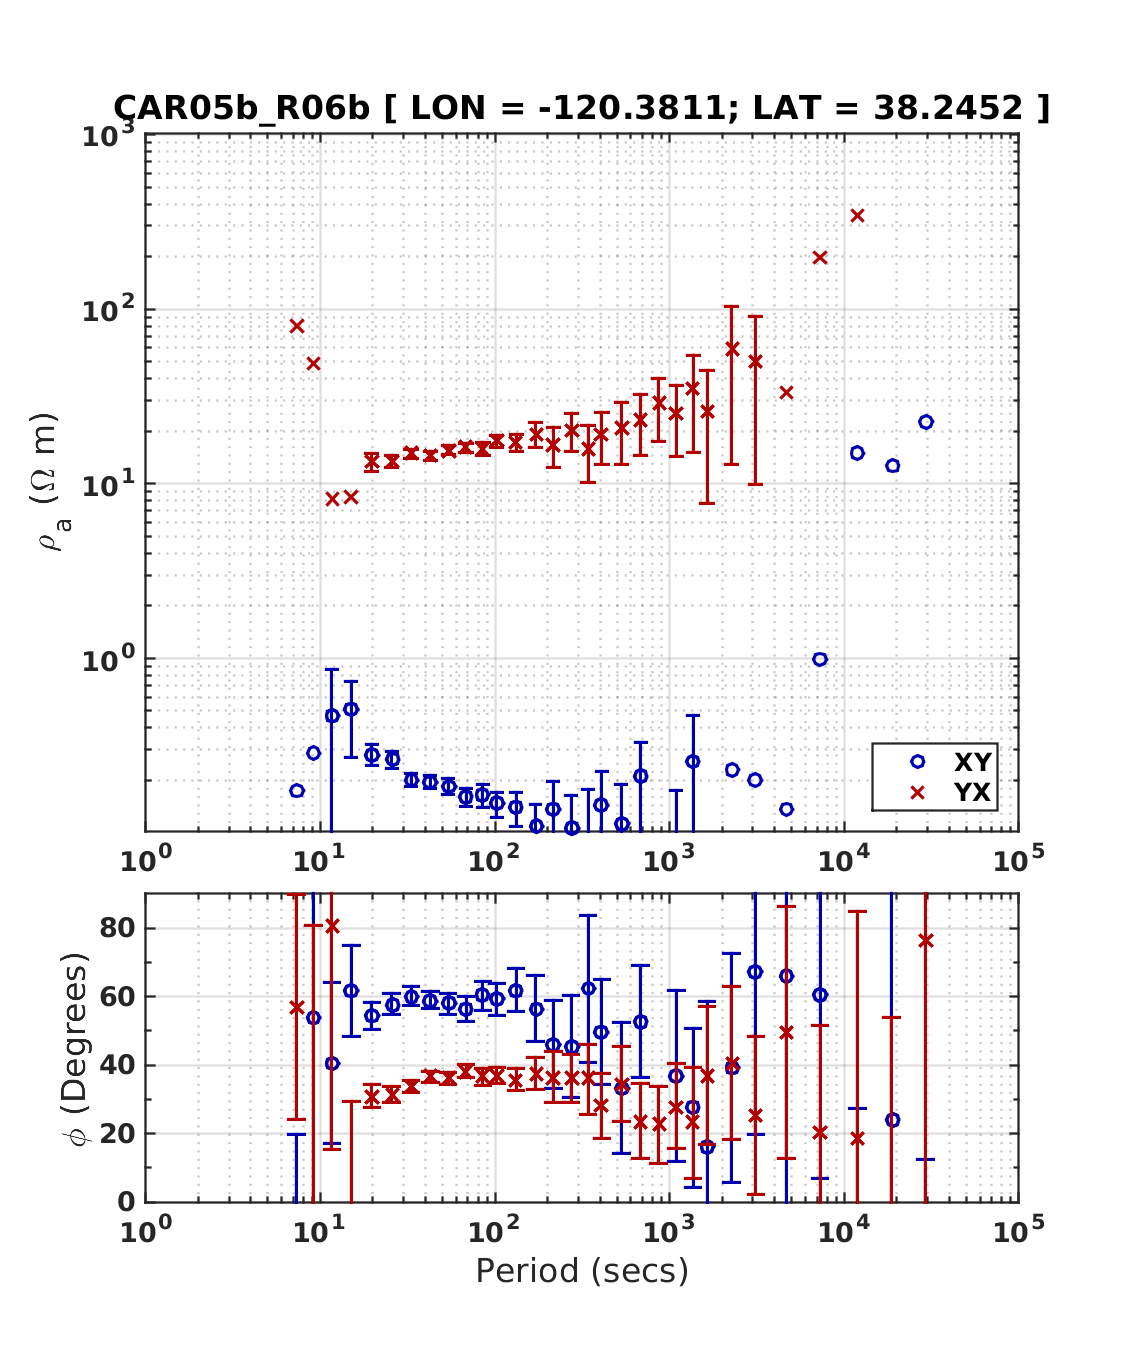 CAR05b_R06b [ LON = -120.3811; LAT = 38.2452 ]
10³
10²
10¹
10⁰
ρₐ (Ω m)
XY
YX
10⁰ 10¹ 10² 10³ 10⁴ 10⁵
80
60
40
20
0
ϕ (Degrees)
10⁰ 10¹ 10² 10³ 10⁴ 10⁵
Period (secs)